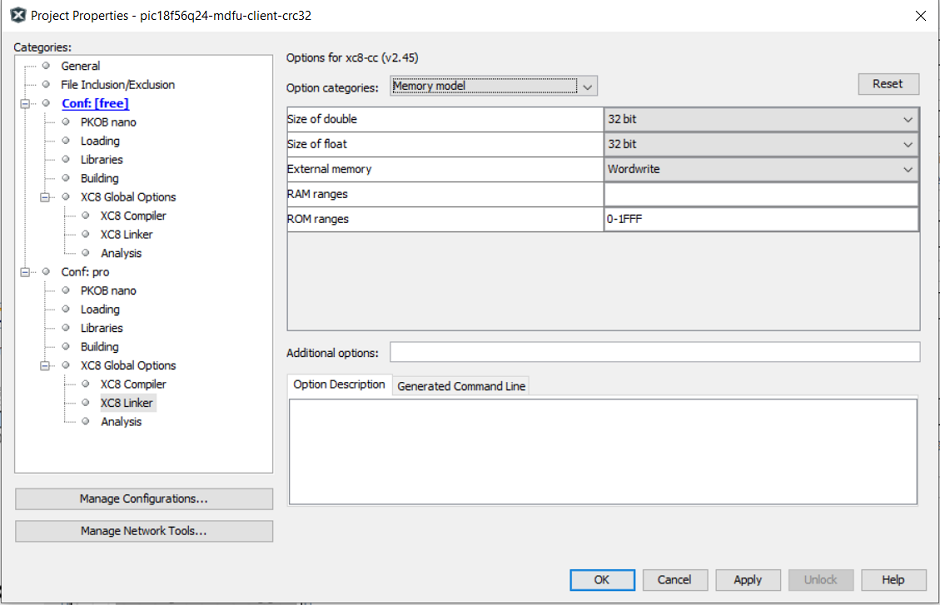 Project Properties - pic18f56q24-mdfu-client-crc32
Categories:
General
File Inclusion/Exclusion
Conf: [free]
PKOB nano
Loading
Libraries
Building
XC8 Global Options
XC8 Compiler
XC8 Linker
Analysis
Conf: pro
PKOB nano
Loading
Libraries
Building
XC8 Global Options
XC8 Compiler
XC8 Linker
Analysis
Manage Configurations...
Manage Network Tools...
Options for xc8-cc (v2.45)
Option categories: Memory model Reset
Size of double 32 bit
Size of float 32 bit
External memory Wordwrite
RAM ranges
ROM ranges 0-1FFF
Additional options:
Option Description Generated Command Line
OK Cancel Apply Unlock Help